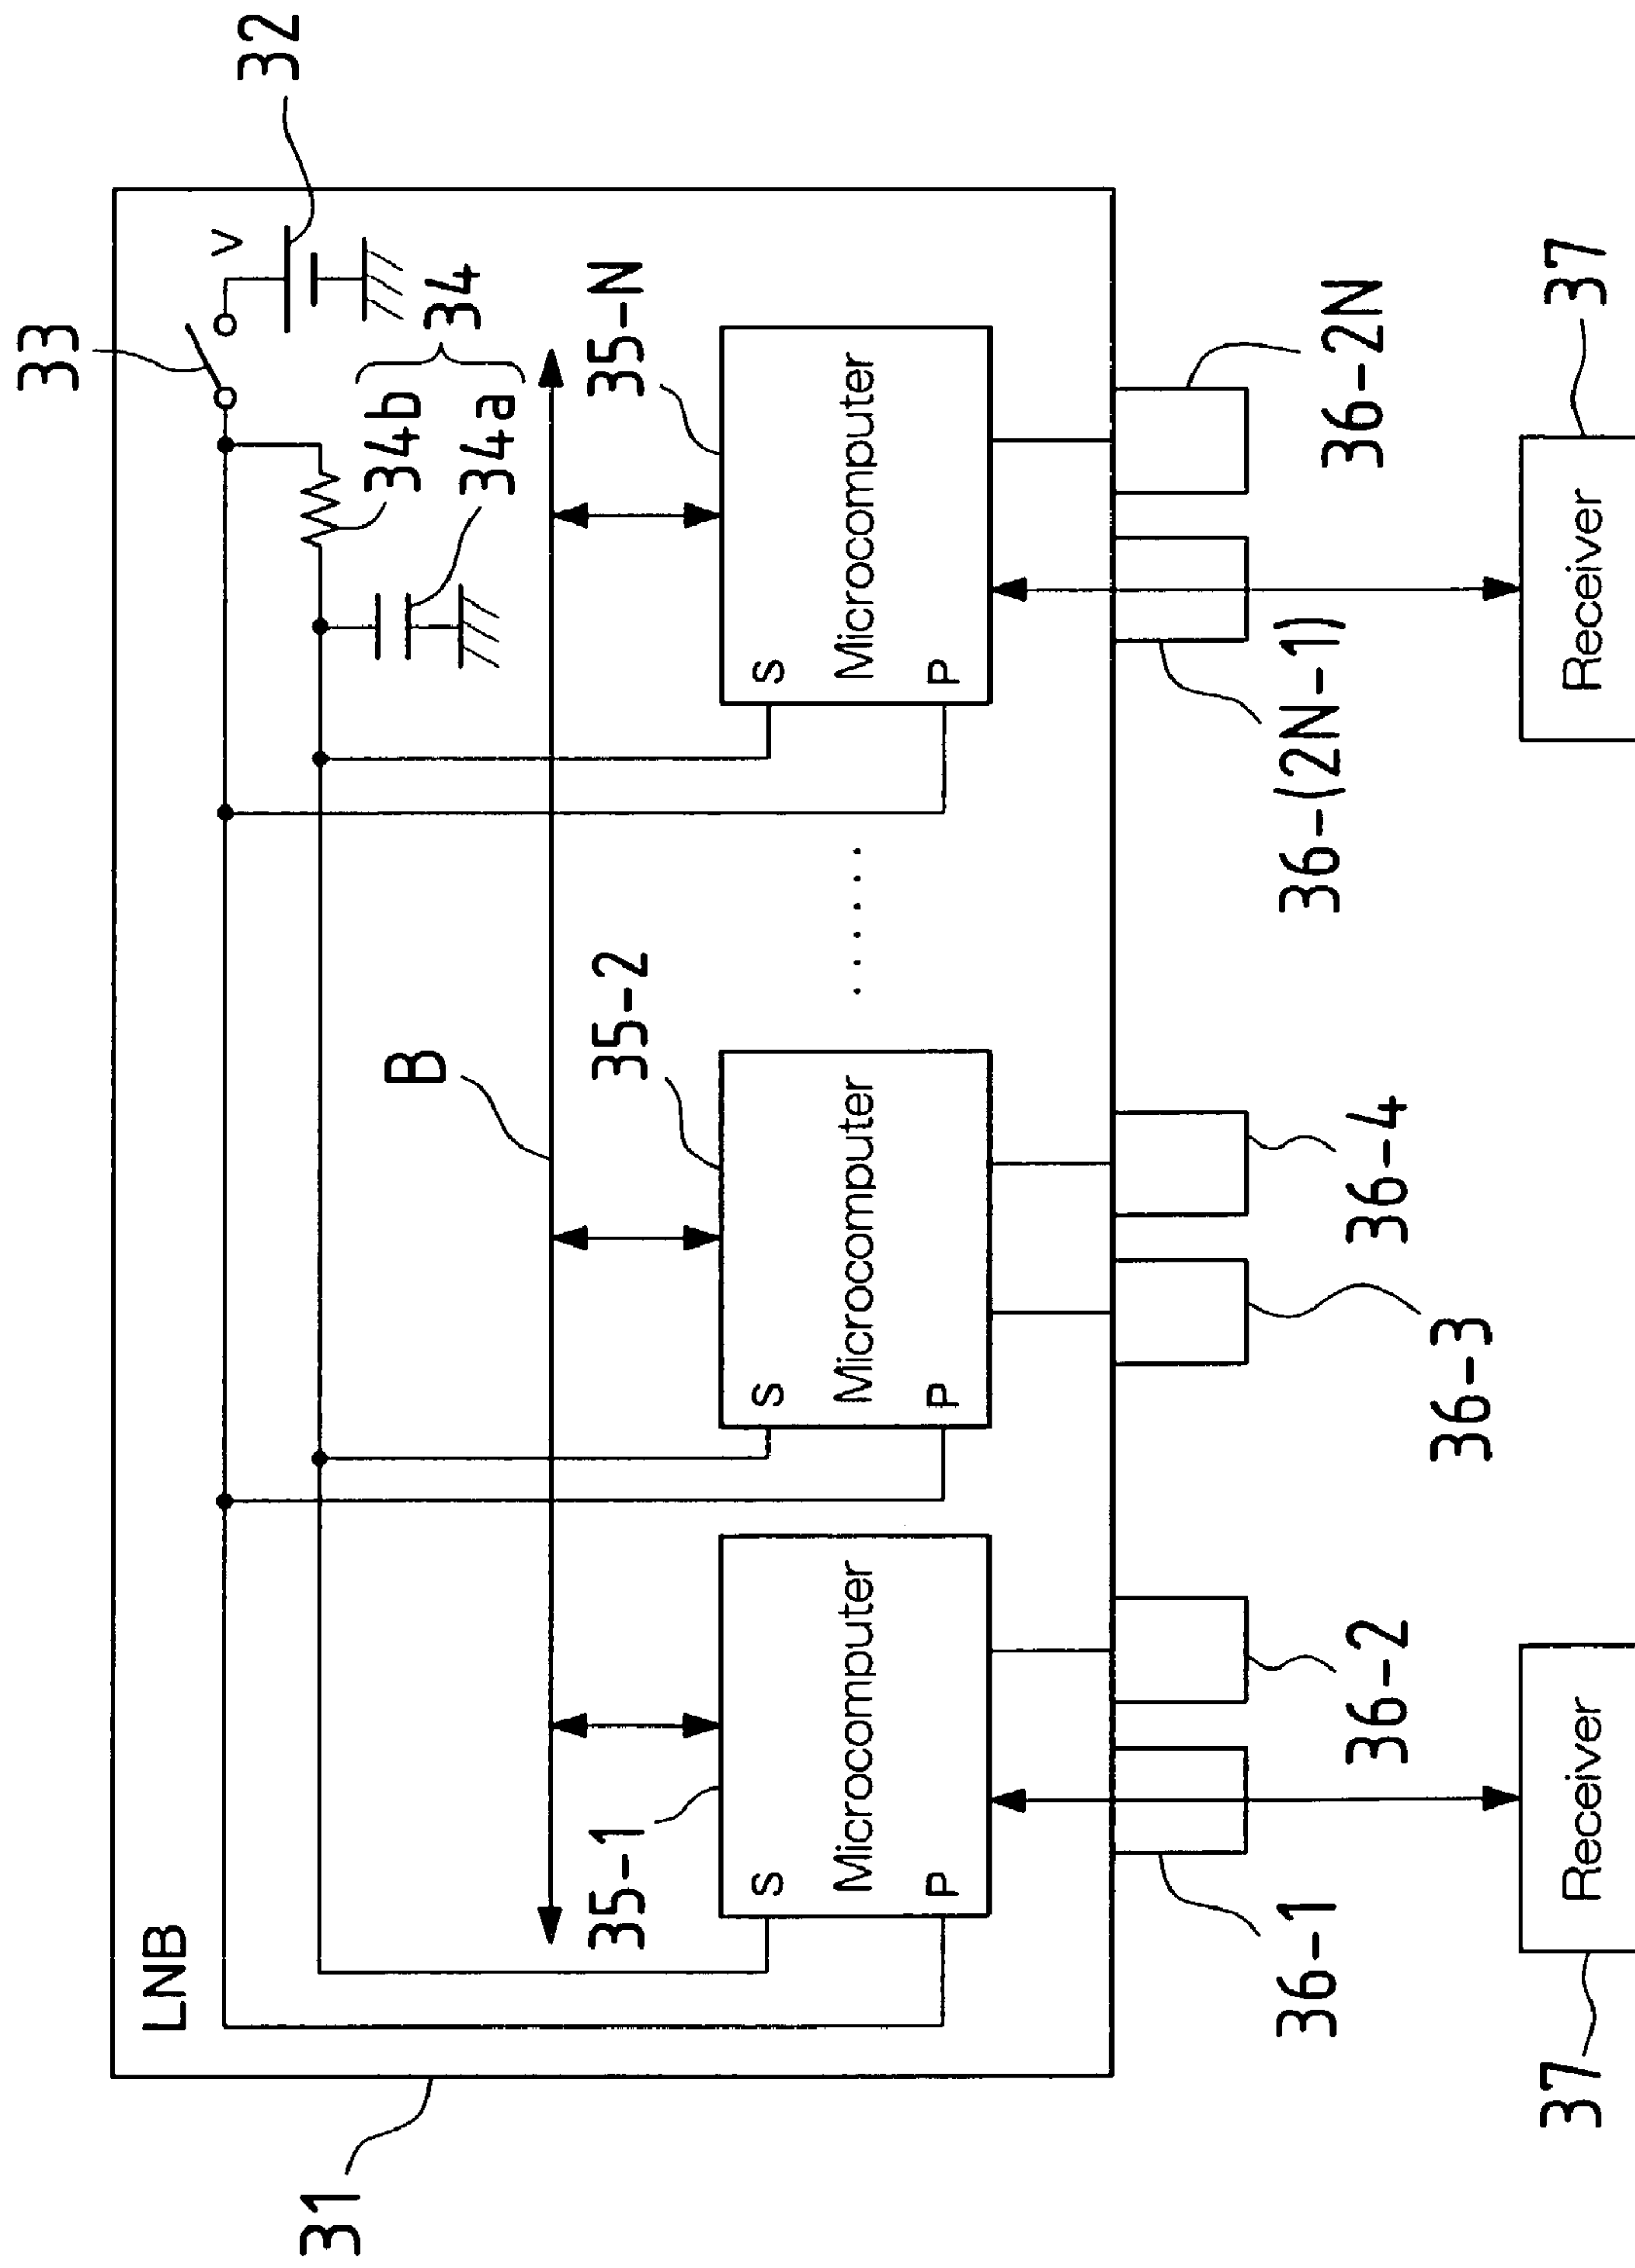 33
32
LNB
V
34b
34
34a
B
35-1
35-2
35-N
S
Microcomputer
P
S
Microcomputer
P
......
S
Microcomputer
P
31
36-1
36-2
36-3
36-4
36-(2N-1)
36-2N
37
Receiver
Receiver
37